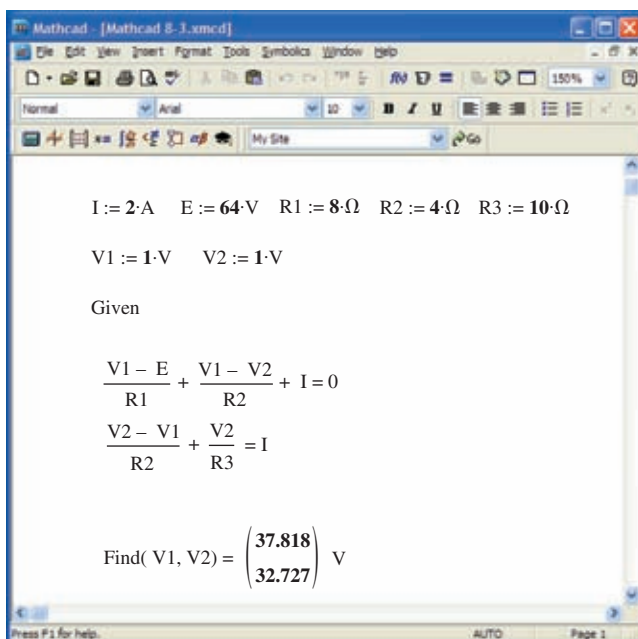 Mathcad - [Mathcad 8-3.xmcd]
File Edit View Insert Format Tools Symbolics Window Help
150%
Normal Arial 10 B I U
My Site Go
I := 2·A E := 64·V R1 := 8·Ω R2 := 4·Ω R3 := 10·Ω
V1 := 1·V V2 := 1·V
Given
(V1 – E)/R1 + (V1 – V2)/R2 + I = 0
(V2 – V1)/R2 + V2/R3 = I
Find( V1, V2) = (37.818 32.727) V
Press F1 for help. AUTO Page 1